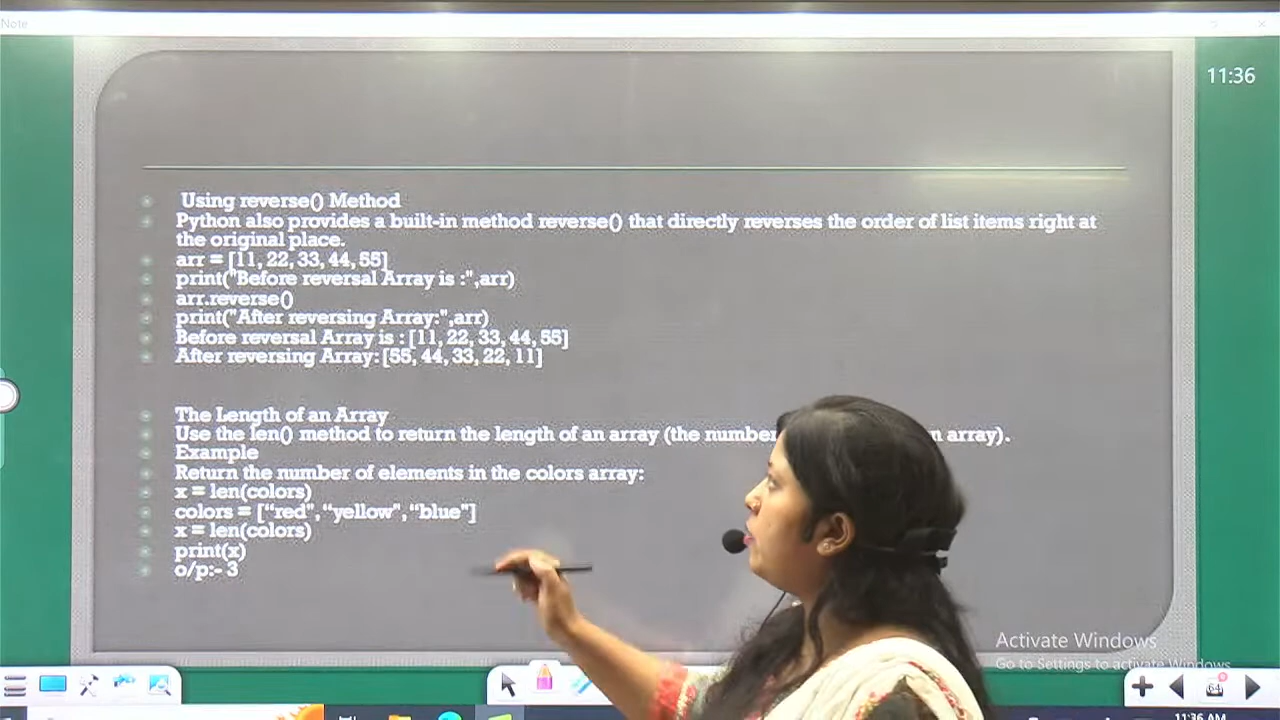 Note
11:36
Using reverse() Method
Python also provides a built-in method reverse() that directly reverses the order of list items right at
the original place.
arr = [11, 22, 33, 44, 55]
print("Before reversal Array is :",arr)
arr.reverse()
print("After reversing Array:",arr)
Before reversal Array is : [11, 22, 33, 44, 55]
After reversing Array: [55, 44, 33, 22, 11]
The Length of an Array
Use the len() method to return the length of an array (the number n array).
Example
Return the number of elements in the colors array:
x = len(colors)
colors = [“red”,“yellow”,“blue”]
x = len(colors)
print(x)
o/p:- 3
Activate Windows
Go to Settings to activate Windows.
64
11:36 AM